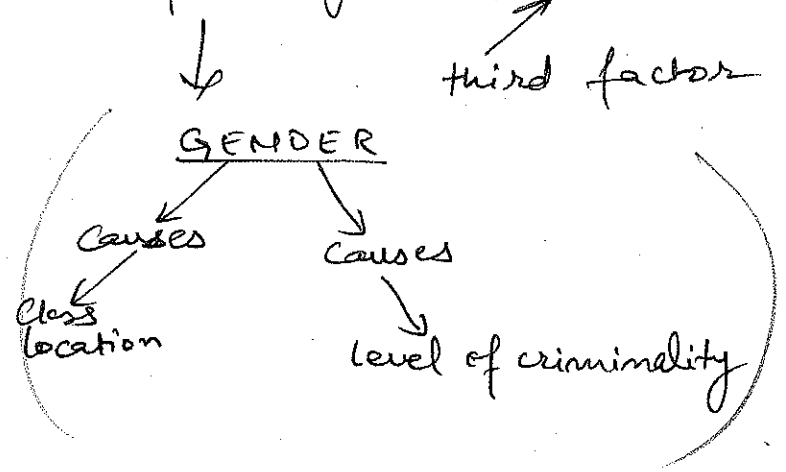 third factor
GENDER
Causes
causes
Class
location
level of criminality